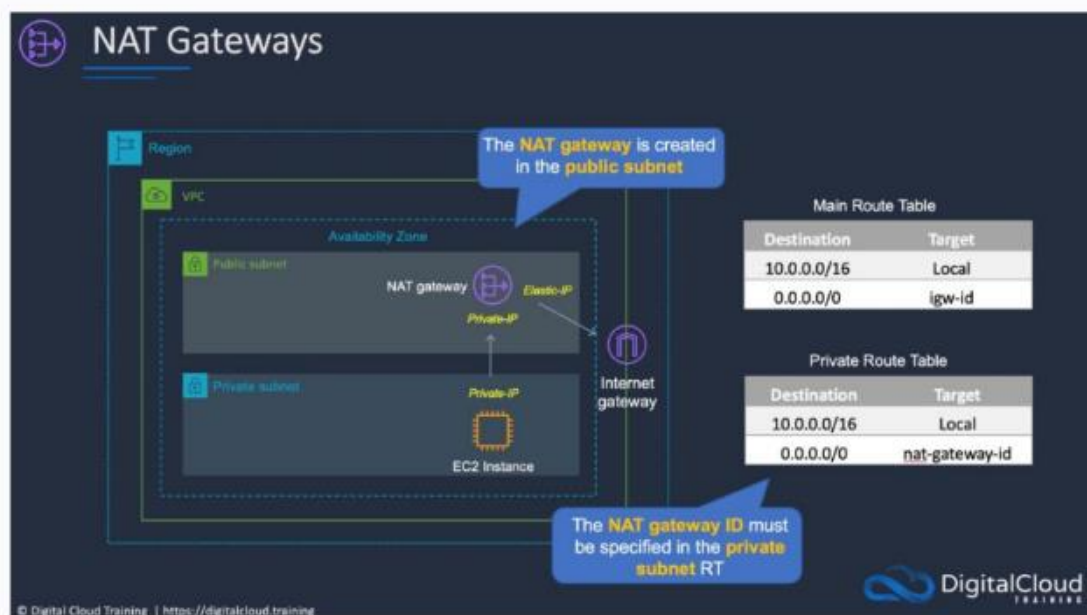 NAT Gateways
Region
VPC
Availability Zone
Public subnet
NAT gateway
Elastic-IP
Private-IP
Private subnet
Private-IP
EC2 Instance
Internet
gateway
The NAT gateway is created
in the public subnet
Main Route Table
Destination Target
10.0.0.0/16 Local
0.0.0.0/0 igw-id
Private Route Table
Destination Target
10.0.0.0/16 Local
0.0.0.0/0 nat-gateway-id
The NAT gateway ID must
be specified in the private
subnet RT
DigitalCloud
TRAINING
© Digital Cloud Training | https://digitalcloud.training